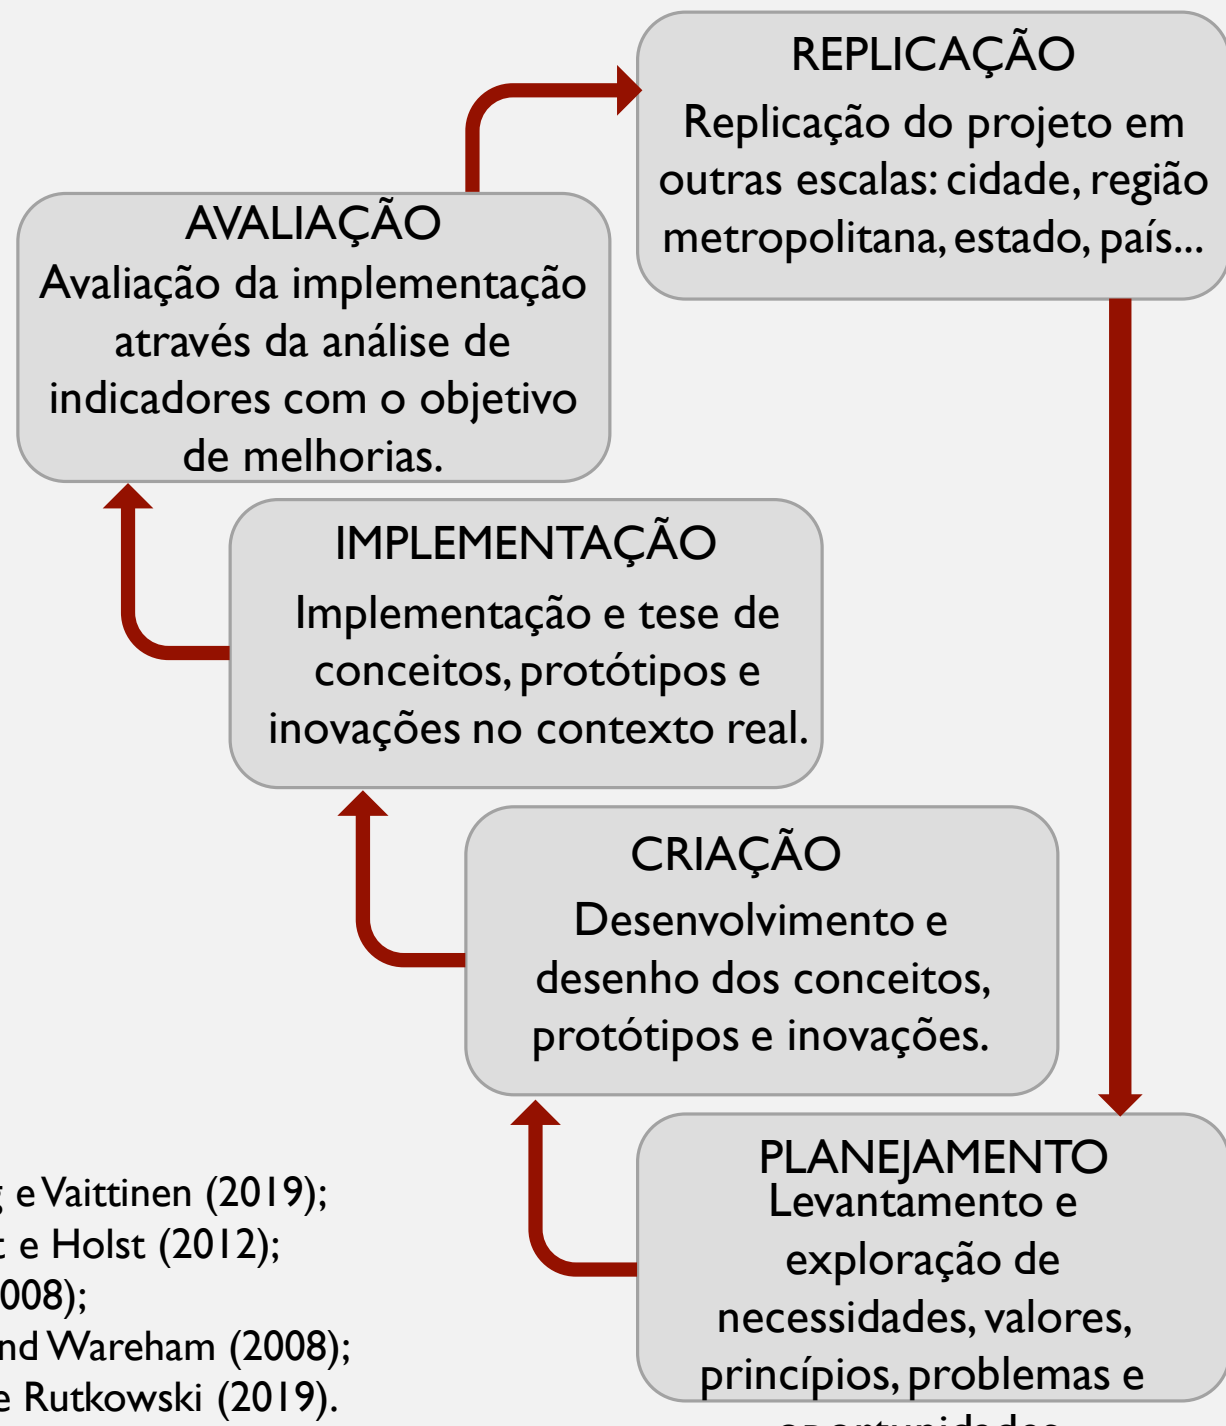 REPLICAÇÃO
Replicação do projeto em
outras escalas: cidade, região
metropolitana, estado, país...
AVALIAÇÃO
Avaliação da implementação
através da análise de
indicadores com o objetivo
de melhorias.
IMPLEMENTAÇÃO
Implementação e tese de
conceitos, protótipos e
inovações no contexto real.
CRIAÇÃO
Desenvolvimento e
desenho dos conceitos,
protótipos e inovações.
PLANEJAMENTO
Levantamento e
exploração de
necessidades, valores,
princípios, problemas e
e Vaittinen (2019);
e Holst (2012);
008);
nd Wareham (2008);
e Rutkowski (2019).